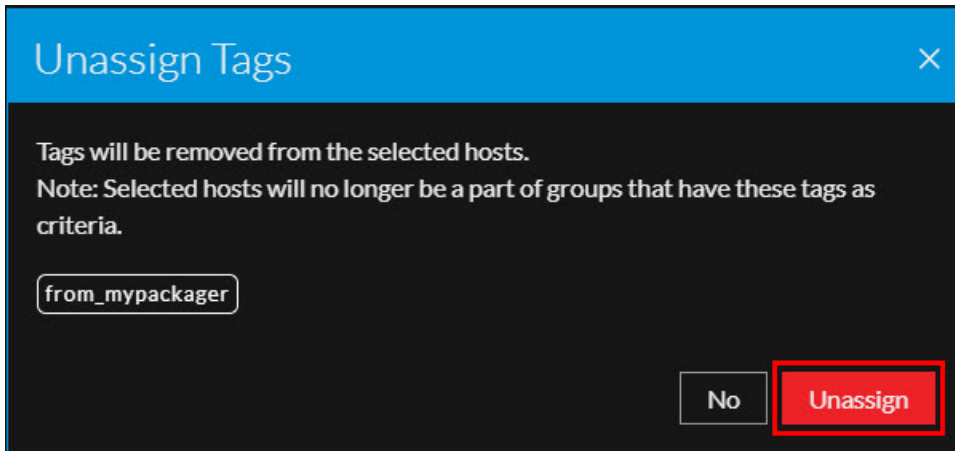 Unassign Tags
Tags will be removed from the selected hosts.
Note: Selected hosts will no longer be a part of groups that have these tags as
criteria.
from_mypackager
No
Unassign